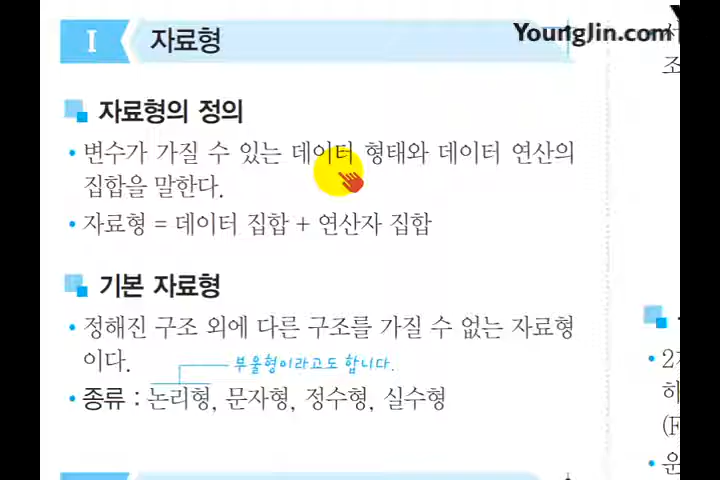 I 자료형
YoungJin.com
자료형의 정의
• 변수가 가질 수 있는 데이터 형태와 데이터 연산의
집합을 말한다.
• 자료형 = 데이터 집합 + 연산자 집합
기본 자료형
• 정해진 구조 외에 다른 구조를 가질 수 없는 자료형
이다.
부울형이라고도 합니다.
• 종류 : 논리형, 문자형, 정수형, 실수형
조
• 2
하
• 운